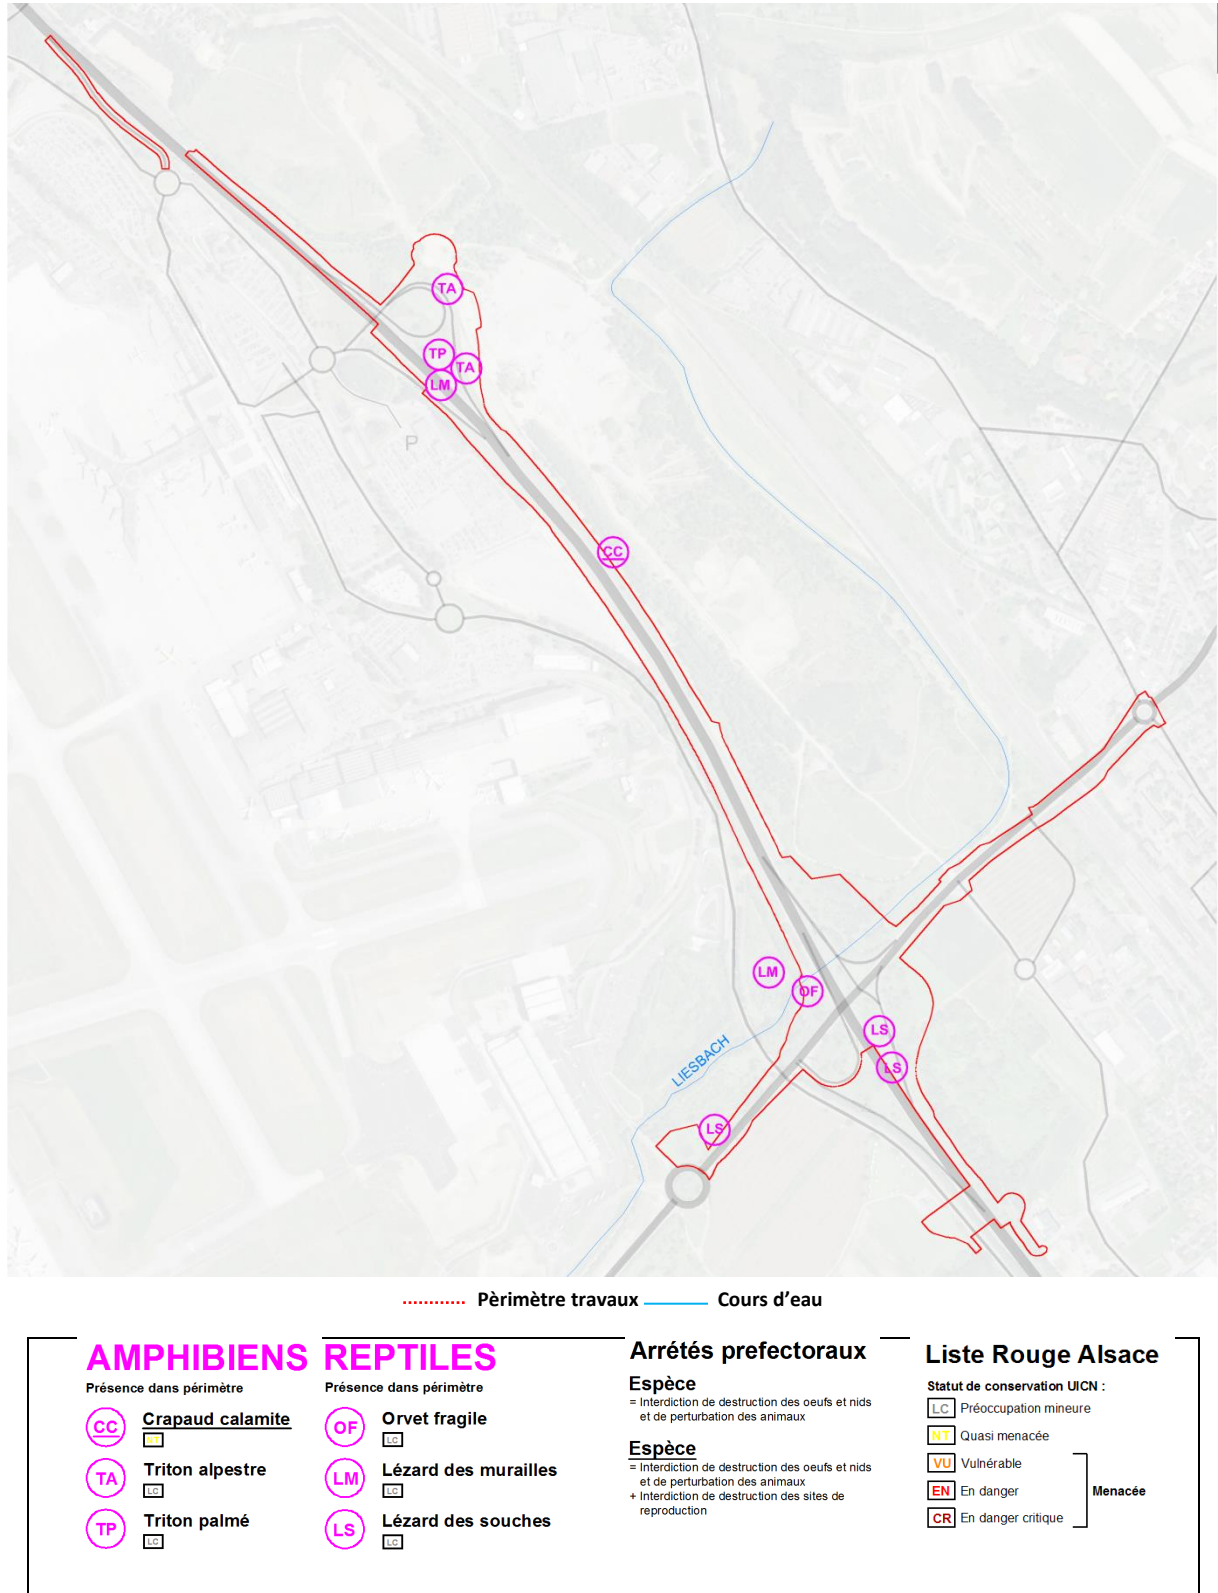 TA
TP
TA
LM
P
CC
LM
OF
LS
LS
LIESBACH
LS
Pèrimètre travaux
Cours d'eau
AMPHIBIENS
Présence dans périmètre
CC
Crapaud calamite
NT
TA
Triton alpestre
LC
TP
Triton palmé
LC
REPTILES
Présence dans périmètre
OF
Orvet fragile
LC
LM
Lézard des murailles
LC
LS
Lézard des souches
LC
Arrétés prefectoraux
Espèce
= Interdiction de destruction des oeufs et nids
et de perturbation des animaux
Espèce
= Interdiction de destruction des oeufs et nids
et de perturbation des animaux
+ Interdiction de destruction des sites de
reproduction
Liste Rouge Alsace
Statut de conservation UICN :
LC Préoccupation mineure
NT Quasi menacée
VU Vulnérable
EN En danger
Menacée
CR En danger critique